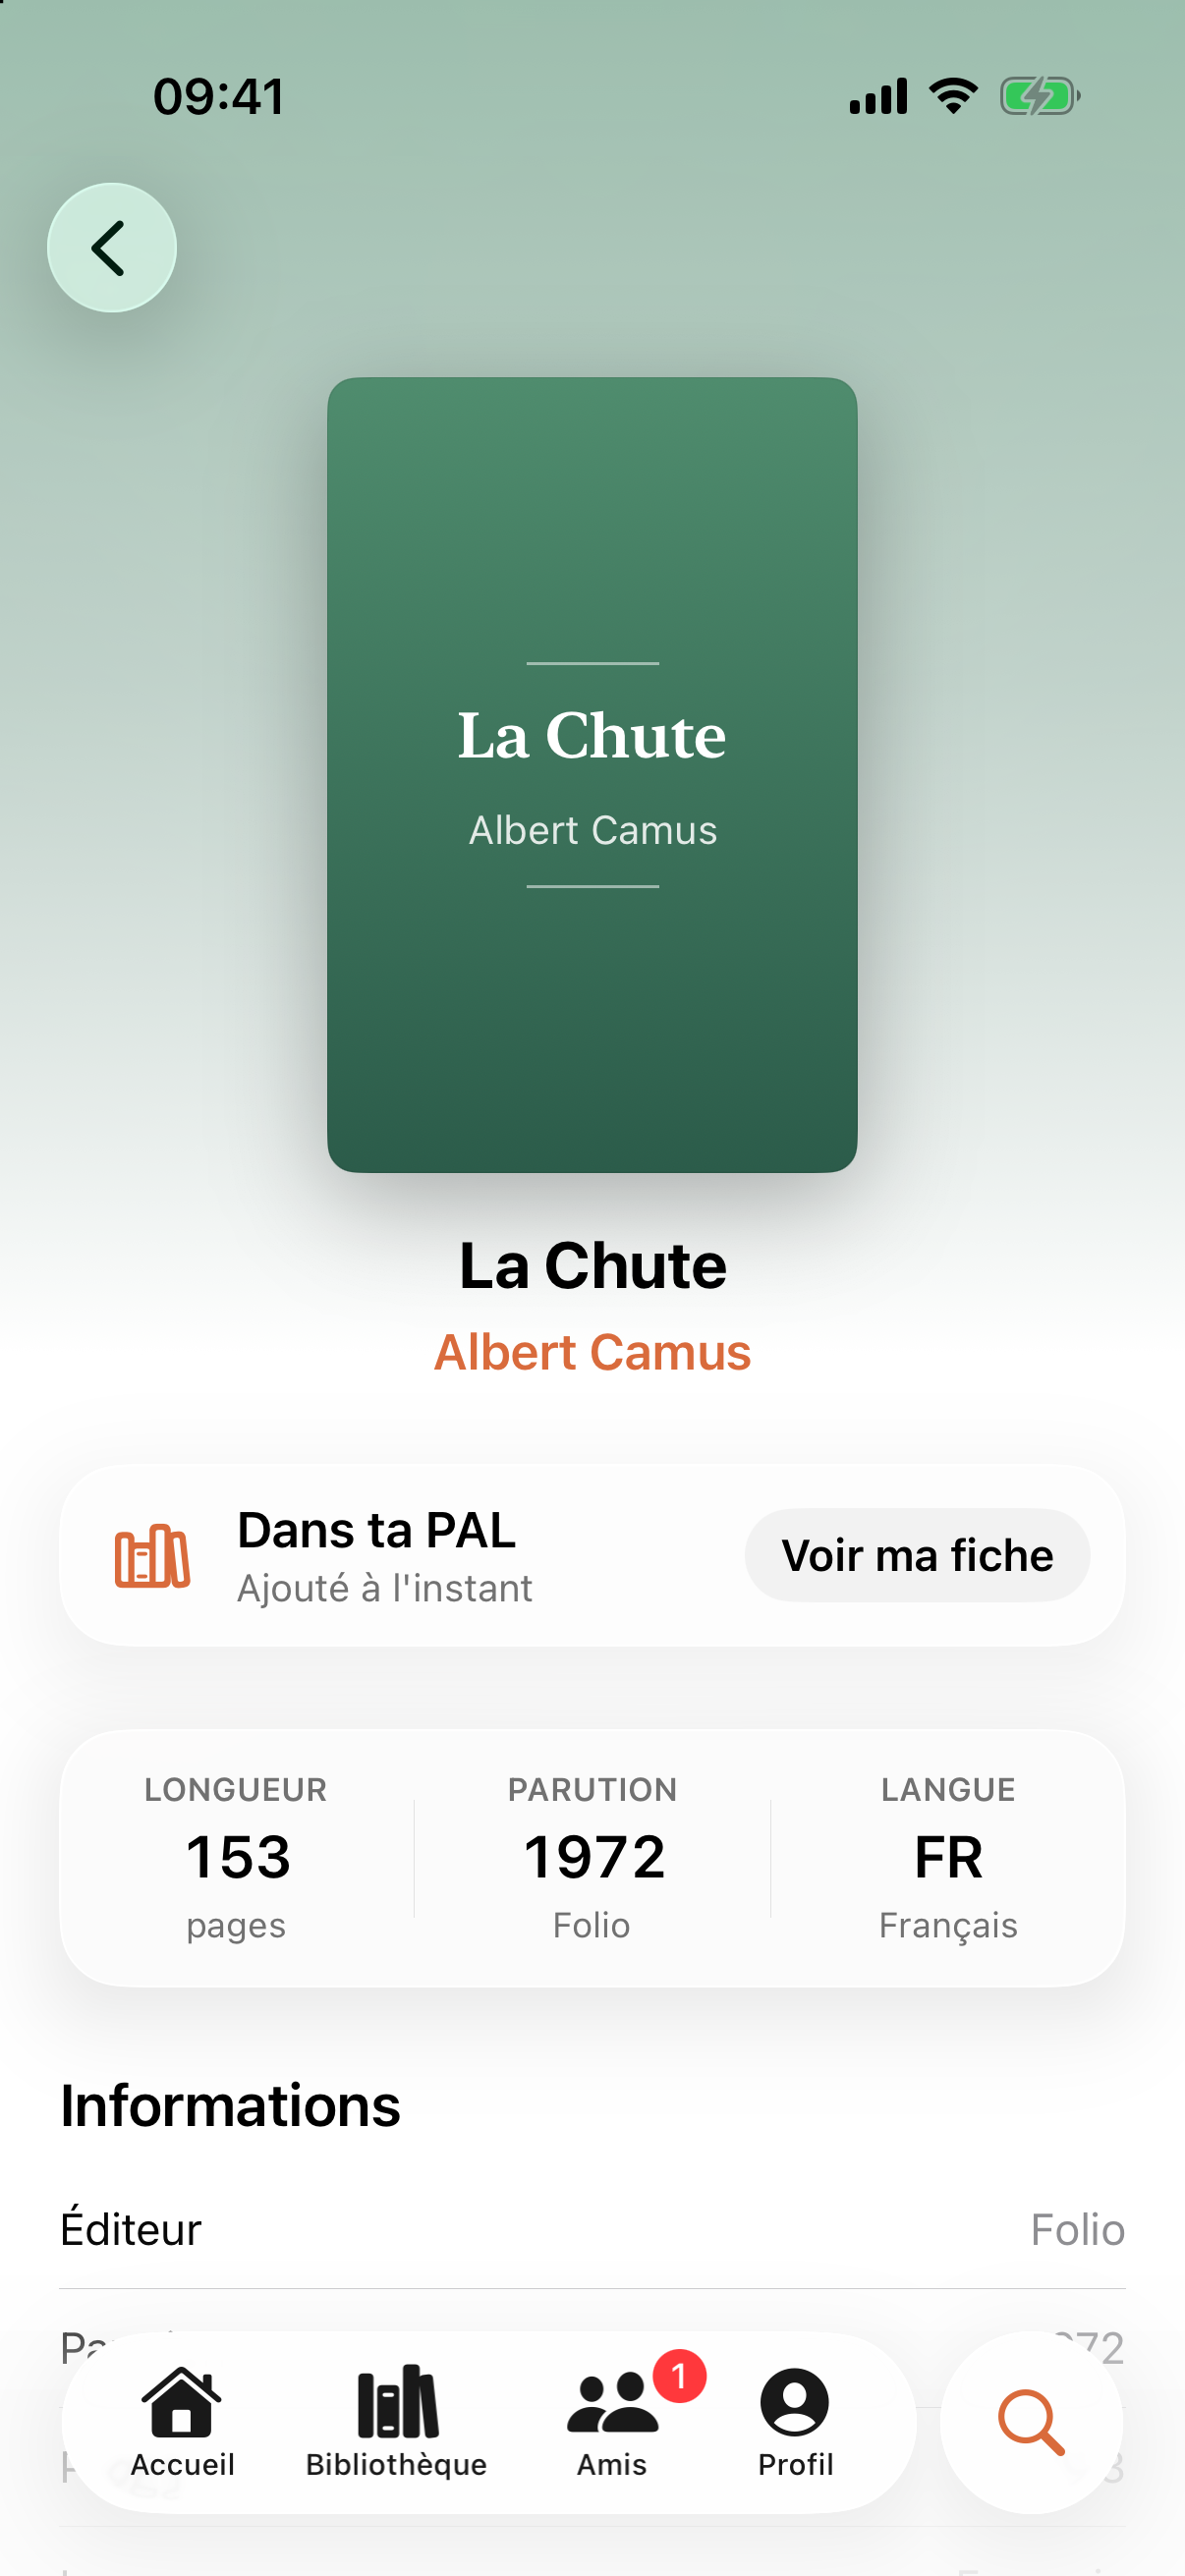 09:41
La Chute
Albert Camus
La Chute
Albert Camus
Dans ta PAL
Ajouté à l'instant
Voir ma fiche
LONGUEUR PARUTION LANGUE
153 1972 FR
pages Folio Français
Informations
Éditeur Folio
1
Accueil Bibliothèque Amis Profil